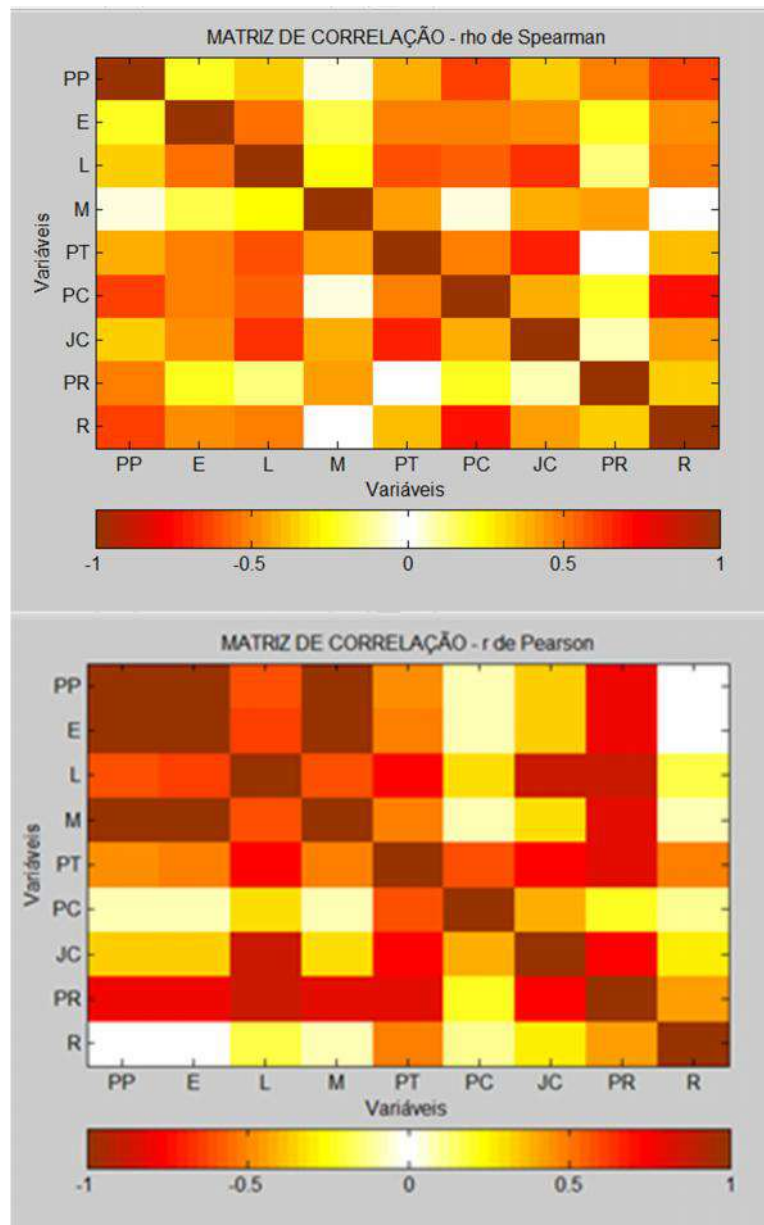 MATRIZ DE CORRELAÇÃO - rho de Spearman
Variáveis
PP
E
L
M
PT
PC
JC
PR
R
PP E L M PT PC JC PR R
Variáveis
-1 -0.5 0 0.5 1
MATRIZ DE CORRELAÇÃO - r de Pearson
Variáveis
PP
E
L
M
PT
PC
JC
PR
R
PP E L M PT PC JC PR R
Variáveis
-1 -0.5 0 0.5 1